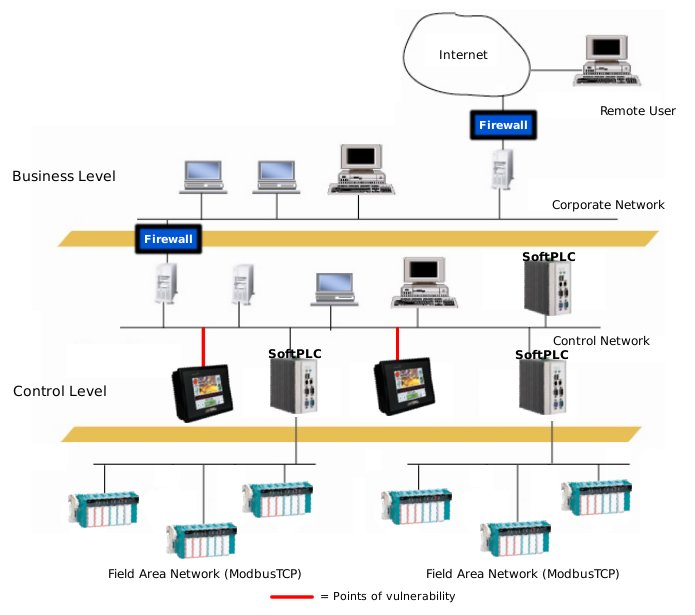 Internet
Remote User
Firewall
Business Level
Corporate Network
Firewall
SoftPLC
Control Network
SoftPLC
SoftPLC
Control Level
Field Area Network (ModbusTCP)
Field Area Network (ModbusTCP)
= Points of vulnerability